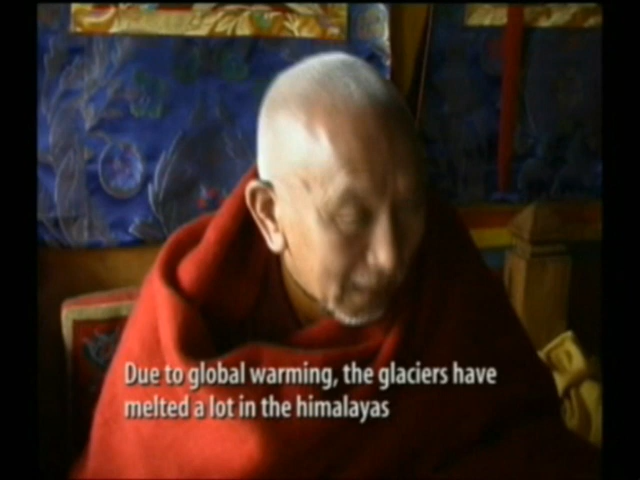 Due to global warming, the glaciers have
melted a lot in the himalayas